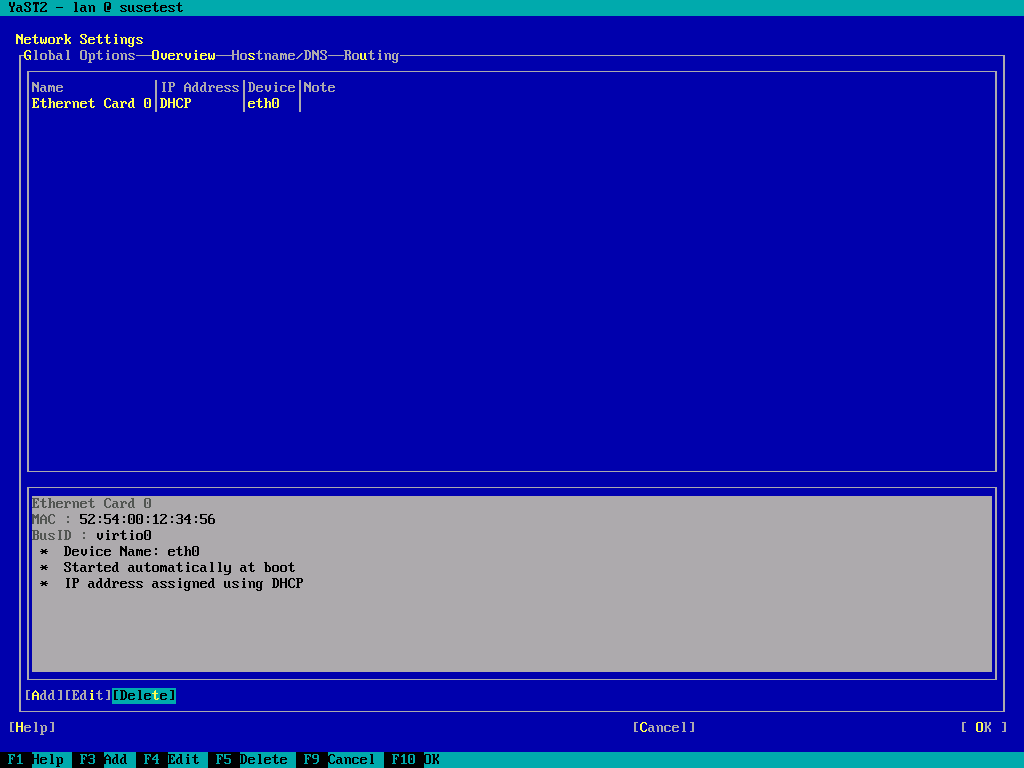 YaST2 - lan @ susetest
Network Settings
Global Options—Overview—Hostname/DNS—Routing
Name |IP Address|Device|Note
Ethernet Card 0|DHCP |eth0 |
Ethernet Card 0
MAC : 52:54:00:12:34:56
BusID : virtio0
* Device Name: eth0
* Started automatically at boot
* IP address assigned using DHCP
[Add][Edit][Delete]
[Help] [Cancel] [ OK ]
F1 Help F3 Add F4 Edit F5 Delete F9 Cancel F10 OK